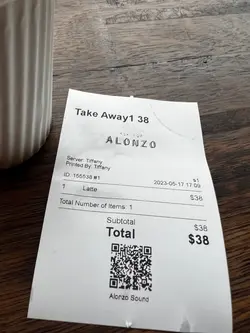 Take Away1 38
ALONZO
Server: Tiffany
Printed By: Tiffany
ID: 155538 #1
v1
2023-05-17 17:09
1 Latte $38
Total Number of Items: 1
Subtotal $38
Total $38
Alonzo Sound